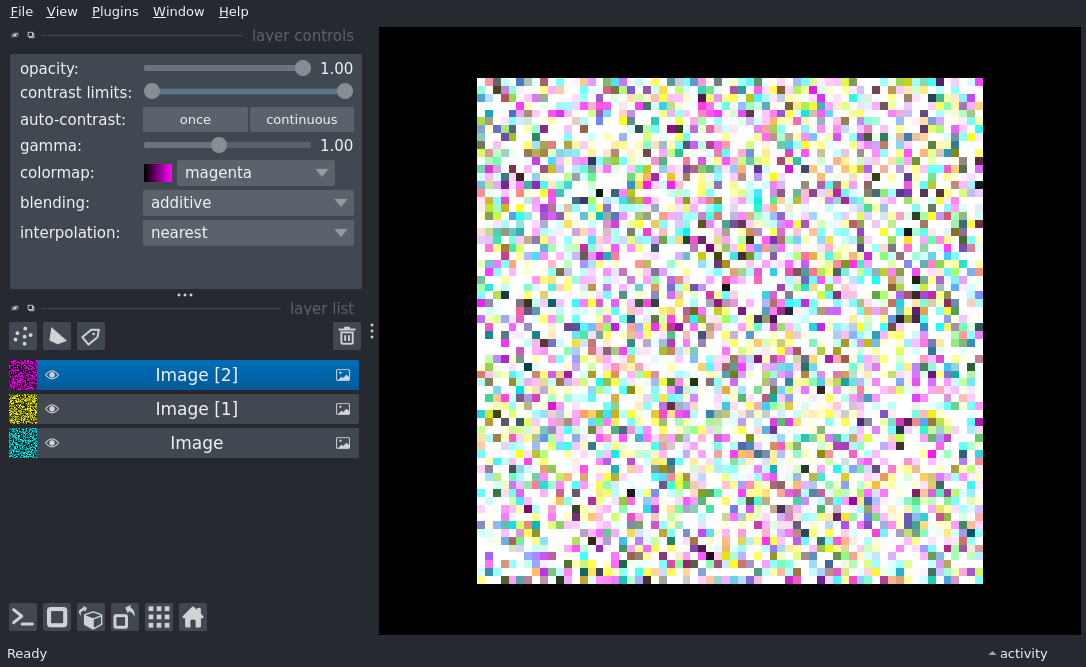 File View Plugins Window Help
layer controls
opacity: 1.00
contrast limits:
auto-contrast: once continuous
gamma: 1.00
colormap: magenta
blending: additive
interpolation: nearest
layer list
Image [2]
Image [1]
Image
Ready activity